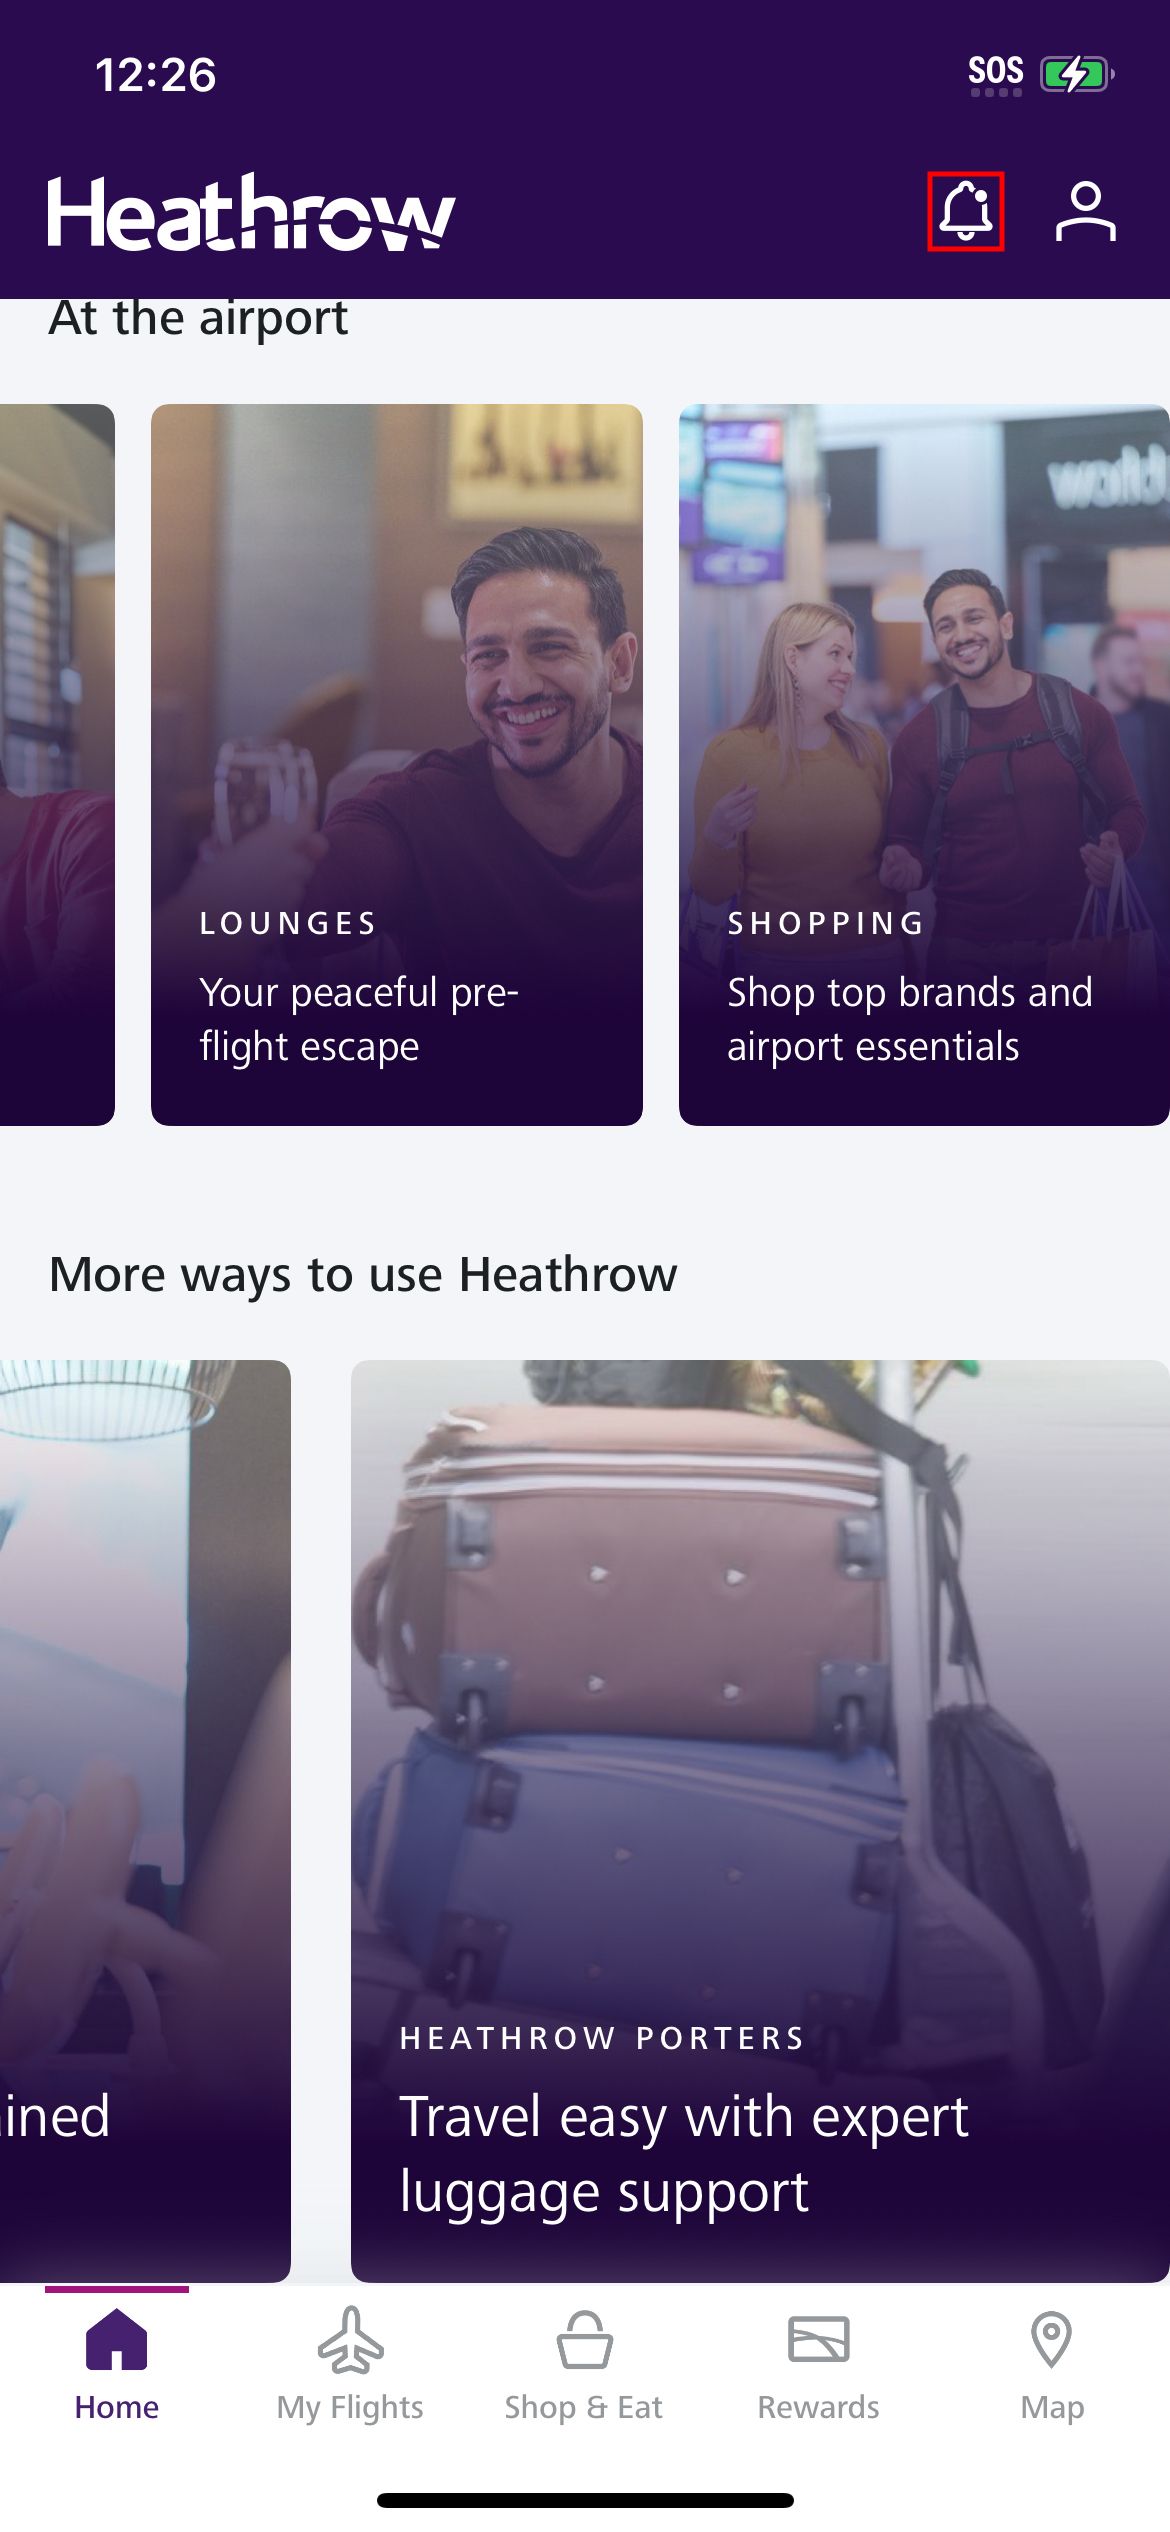 12:26
SOS
Heathrow
At the airport
LOUNGES
Your peaceful pre-
flight escape
SHOPPING
Shop top brands and
airport essentials
More ways to use Heathrow
ined
HEATHROW PORTERS
Travel easy with expert
luggage support
Home
My Flights
Shop & Eat
Rewards
Map